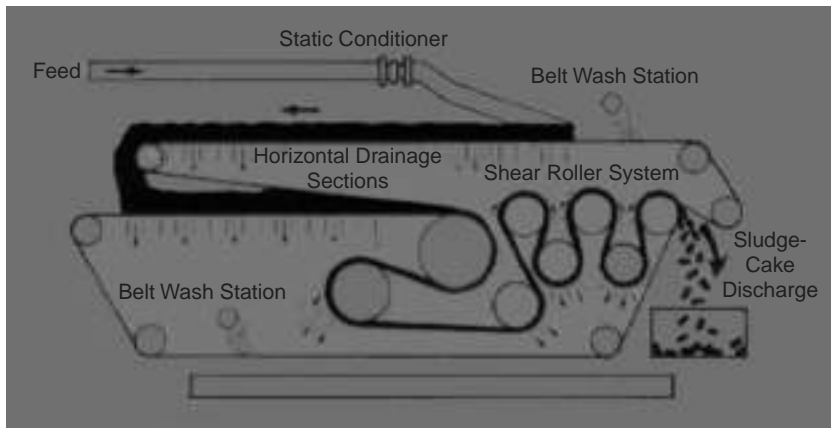 Static Conditioner
Feed
Belt Wash Station
Horizontal Drainage
Sections
Shear Roller System
Sludge-
Cake
Discharge
Belt Wash Station